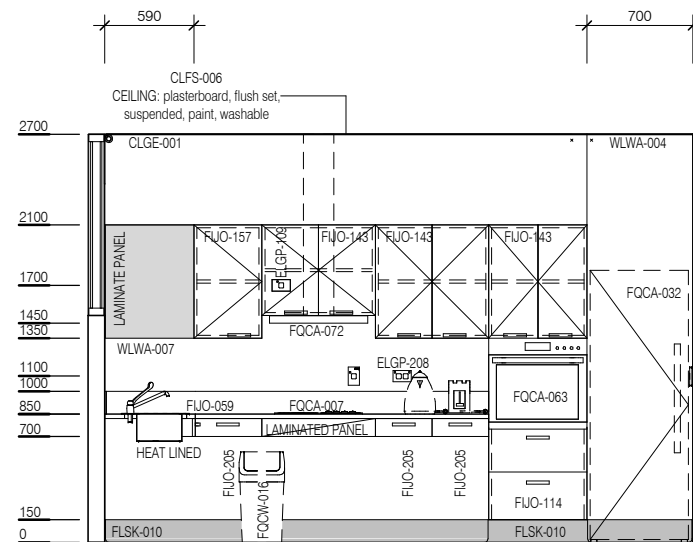 590
700
CLFS-006
CEILING: plasterboard, flush set,
suspended, paint, washable
2700
CLGE-001
WLWA-004
2100
LAMINATE PANEL
FIJO-157
ELGP-109
FIJO-143
FIJO-143
FIJO-143
1700
FQCA-032
1450
FQCA-072
1350
WLWA-007
1100
ELGP-208
1000
FQCA-063
850
FIJO-059
FQCA-007
700
LAMINATED PANEL
HEAT LINED
FIJO-205
FQCW-016
FIJO-205
FIJO-205
FIJO-114
150
FLSK-010
FLSK-010
0